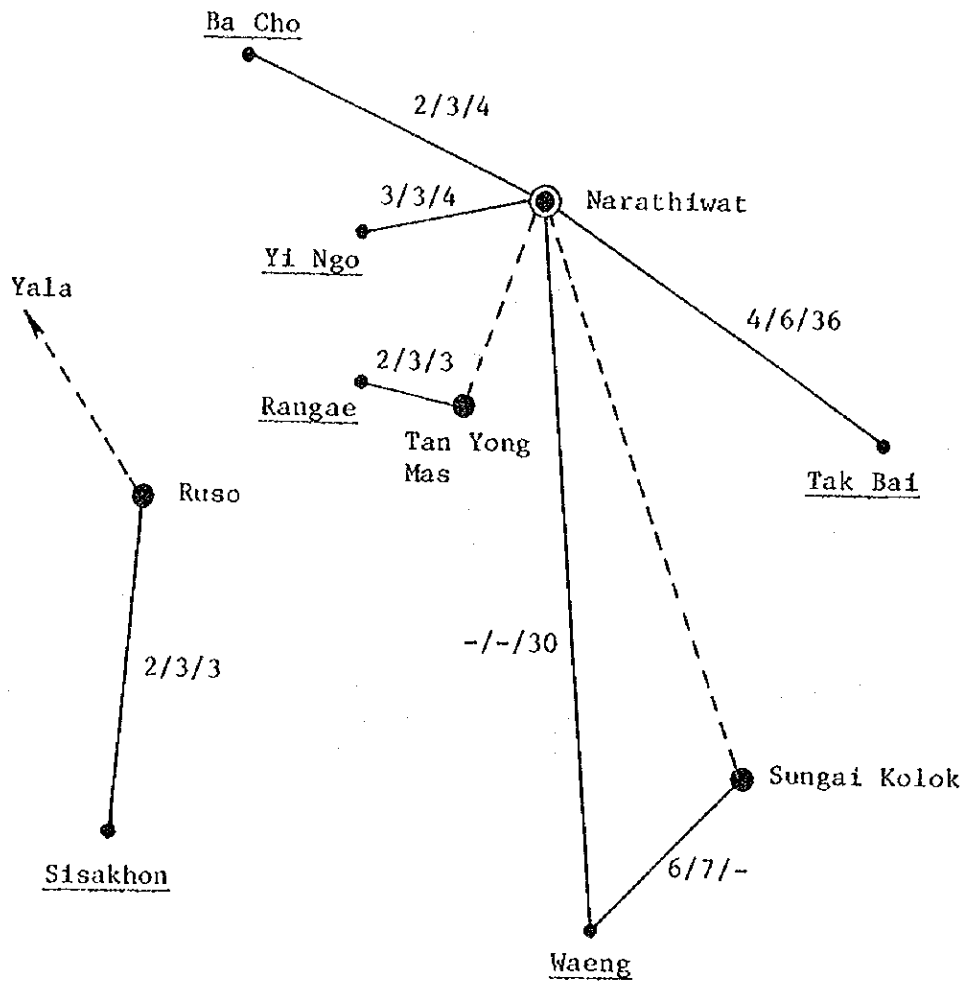 Ba Cho
2/3/4
3/3/4
Narathiwat
Yi Ngo
Yala
4/6/36
2/3/3
Rangae
Tan Yong
Mas
Tak Bai
Ruso
-/-/30
2/3/3
Sungai Kolok
6/7/-
Sisakhon
Waeng